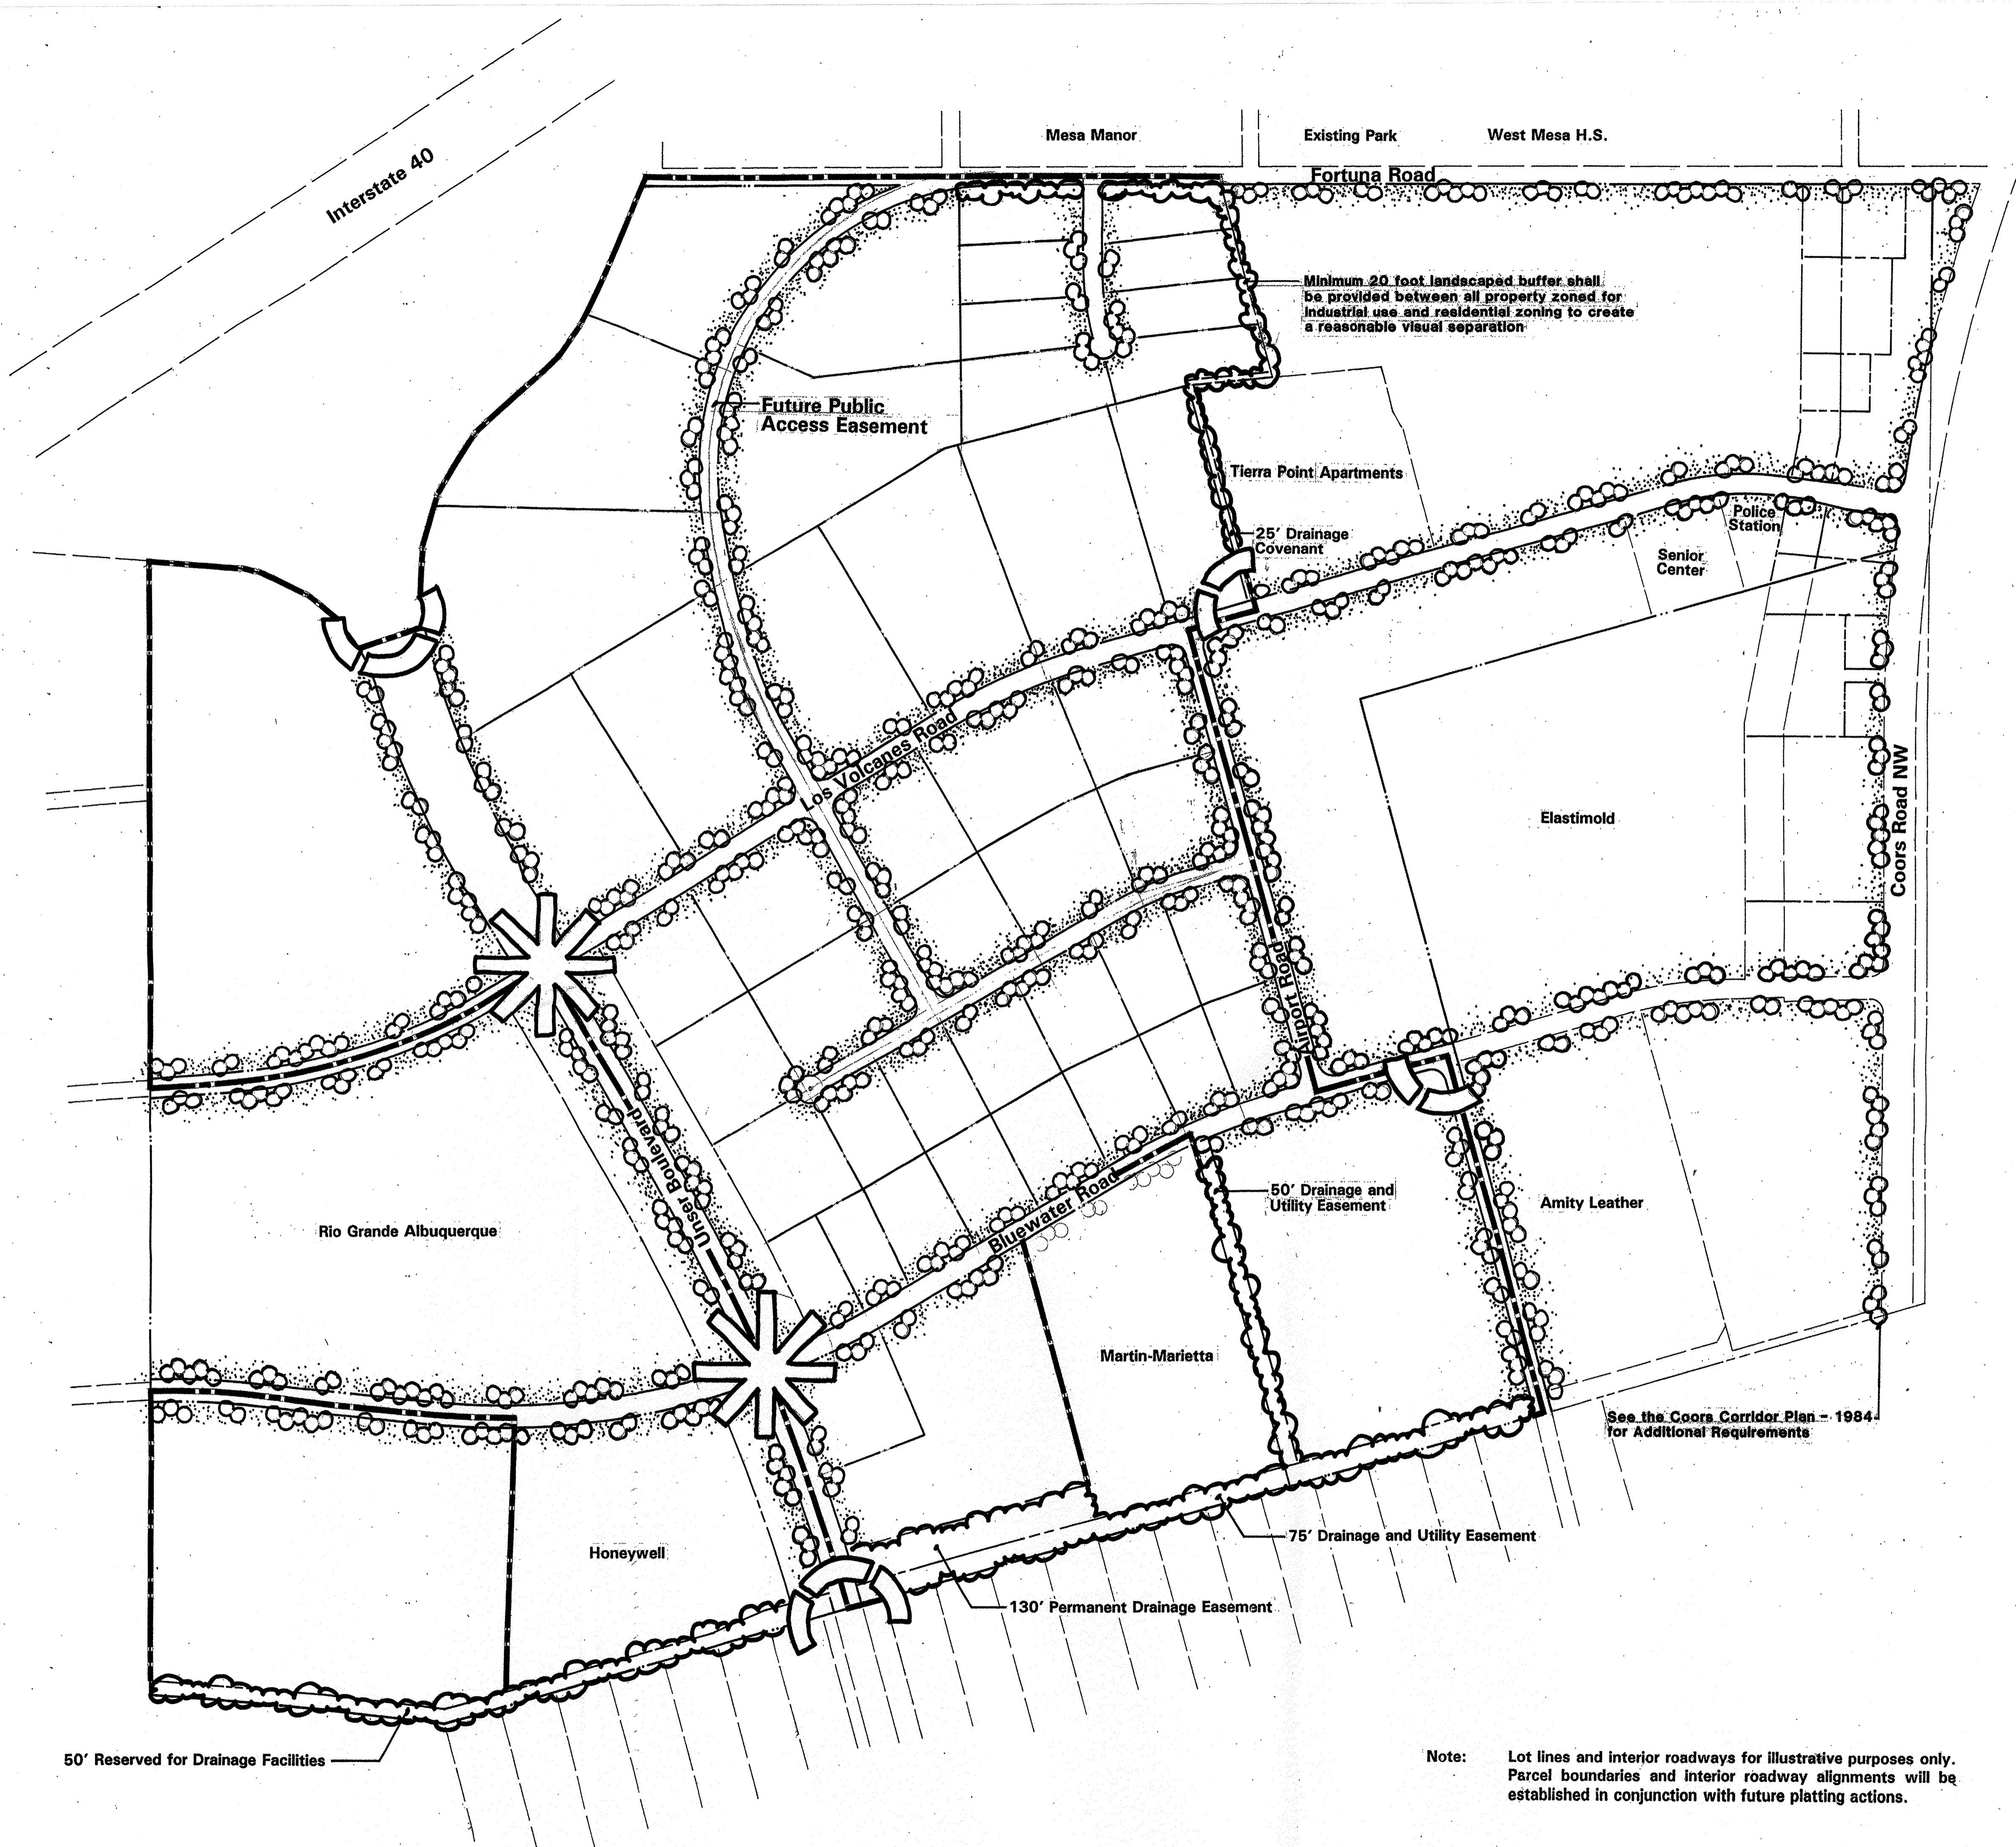 Interstate 40
Mesa Manor
Existing Park
West Mesa H.S.
Fortuna Road
Minimum 20 foot landscaped buffer shall
be provided between all property zoned for
industrial use and residential zoning to create
a reasonable visual separation
Future Public
Access Easement
Tierra Point Apartments
25' Drainage
Covenant
Police
Station
Senior
Center
Los Volcanes Road
Elastimold
Coors Road NW
Airport Road
Unser Boulevard
Rio Grande Albuquerque
Bluewater Road
50' Drainage and
Utility Easement
Amity Leather
Martin-Marietta
See the Coors Corridor Plan - 1984
for Additional Requirements
75' Drainage and Utility Easement
Honeywell
130' Permanent Drainage Easement
50' Reserved for Drainage Facilities
Note: Lot lines and interior roadways for illustrative purposes only.
Parcel boundaries and interior roadway alignments will be
established in conjunction with future platting actions.